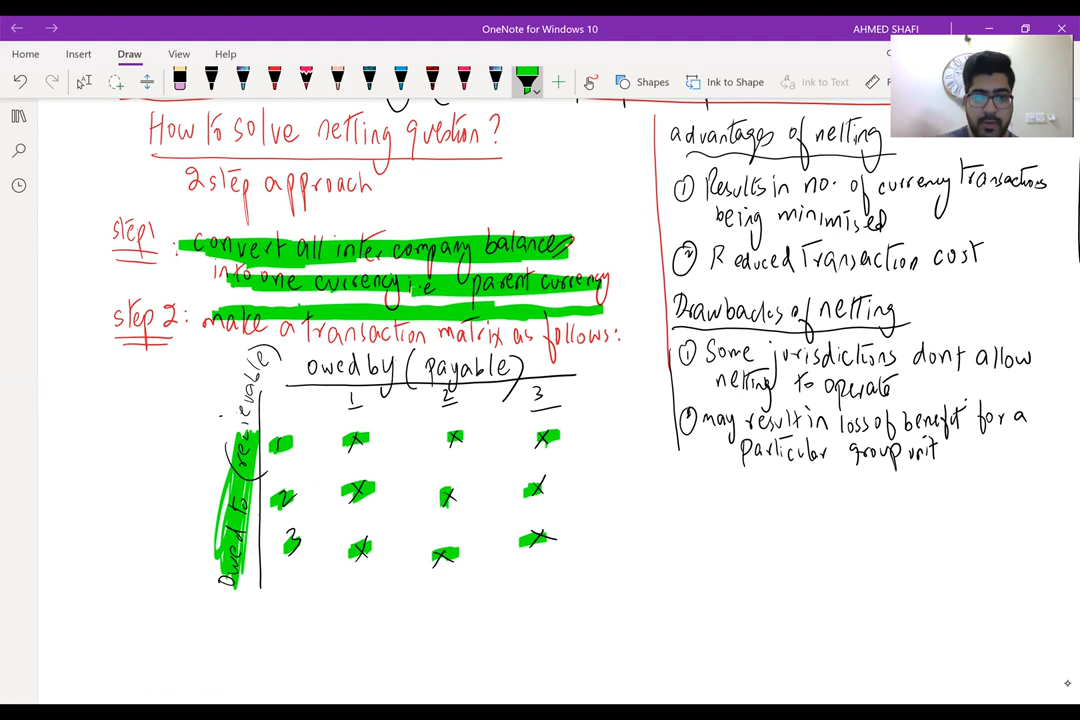 OneNote for Windows 10
AHMED SHAFI
Home Insert Draw View Help
Shapes Ink to Shape Ink to Text
How to solve netting question?
2 step approach
step 1 : convert all inter company balances
into one currency i.e parent currency
step 2 : make a transaction matrix as follows:
owed by (payable)
1 2 3
owed to (recievable)
1 x x x
2 x x x
3 x x x
advantages of netting
① Results in no. of currency transactions
being minimised
② Reduced Transaction cost
Drawbacks of netting
① Some jurisdictions dont allow
netting to operate
② may result in loss of benefit for a
particular group unit